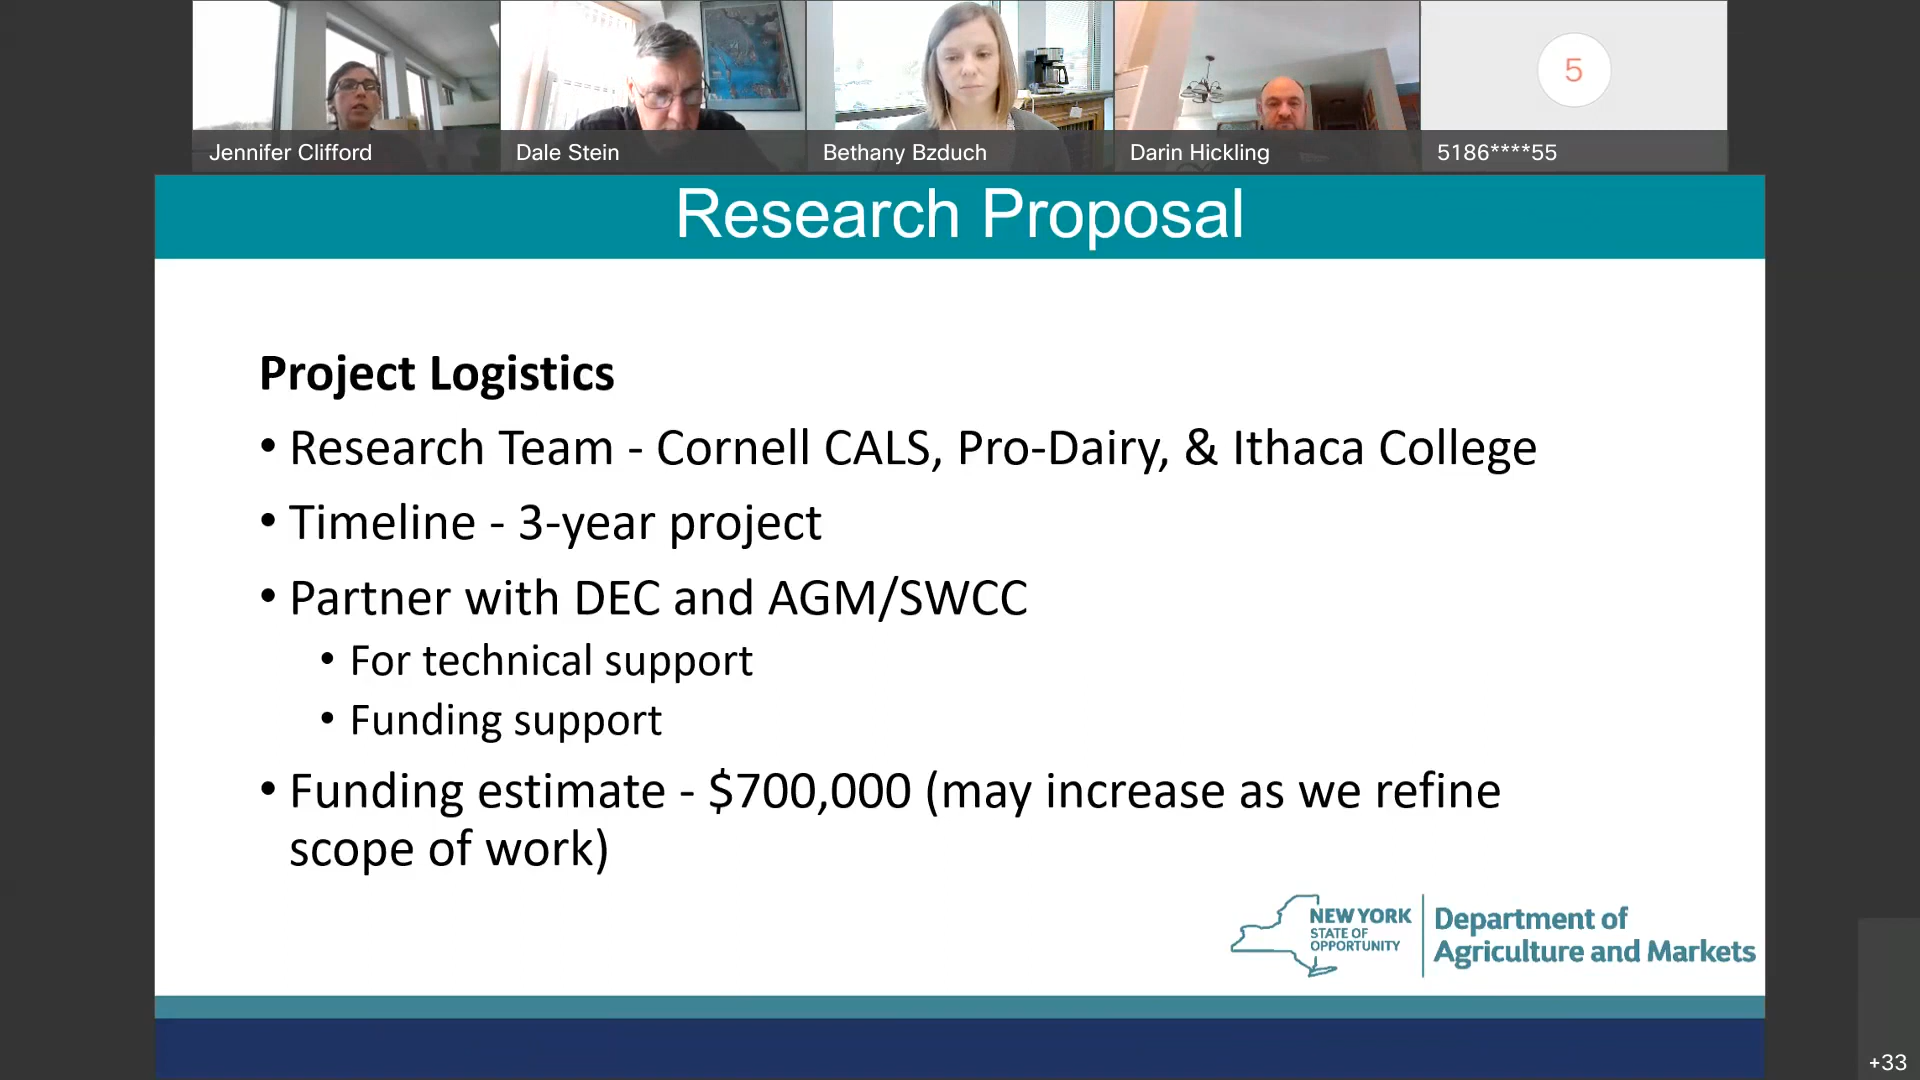 Jennifer Clifford
Dale Stein
Bethany Bzduch
Darin Hickling
5
5186****55
Research Proposal
Project Logistics
• Research Team - Cornell CALS, Pro-Dairy, & Ithaca College
• Timeline - 3-year project
• Partner with DEC and AGM/SWCC
• For technical support
• Funding support
• Funding estimate - $700,000 (may increase as we refine
scope of work)
NEW YORK
STATE OF
OPPORTUNITY
Department of
Agriculture and Markets
+33